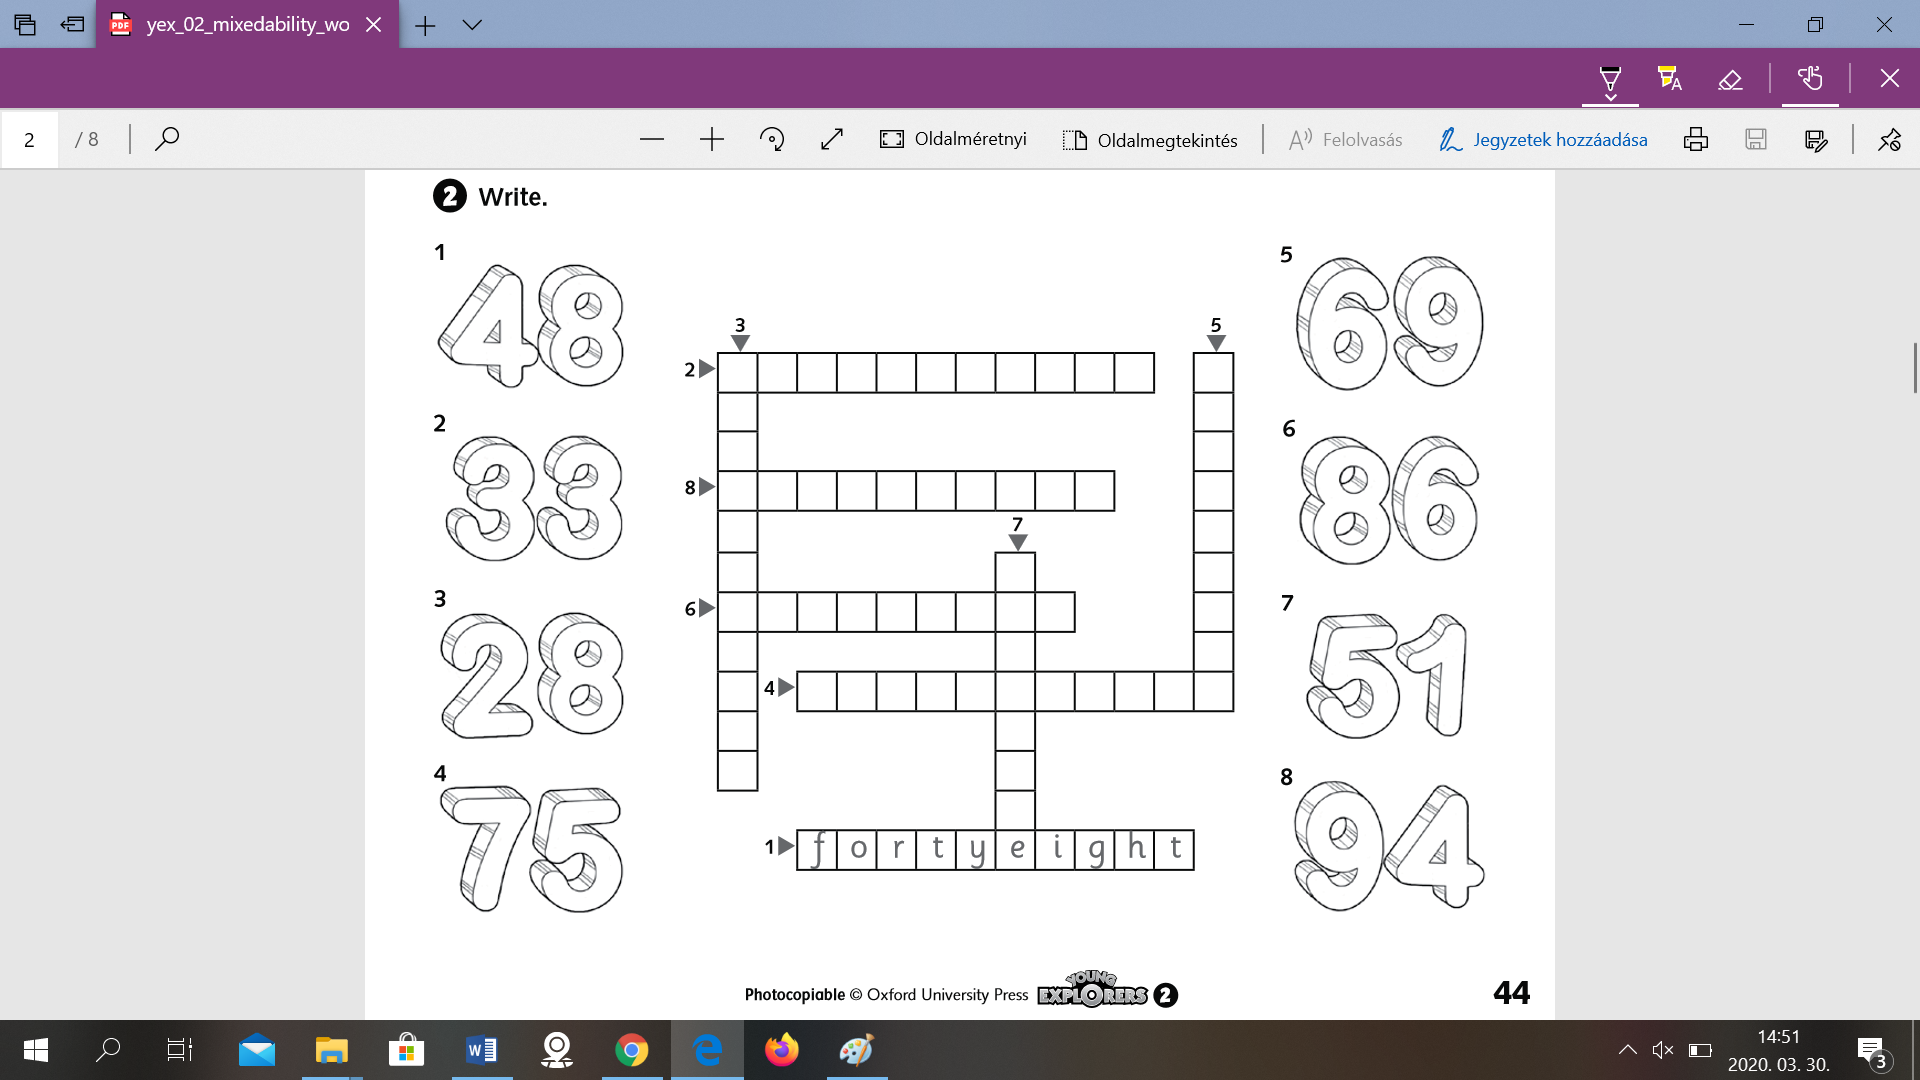 yex_02_mixedability_wo
2 / 8
Oldalméretnyi
Oldalmegtekintés
Felolvasás
Jegyzetek hozzáadása
2 Write.
1
48
2
33
3
28
4
75
5
69
6
86
7
51
8
94
3
5
2
8
7
6
4
1 f o r t y e i g h t
Photocopiable © Oxford University Press YOUNG EXPLORERS 2
44
14:51
2020. 03. 30.
3